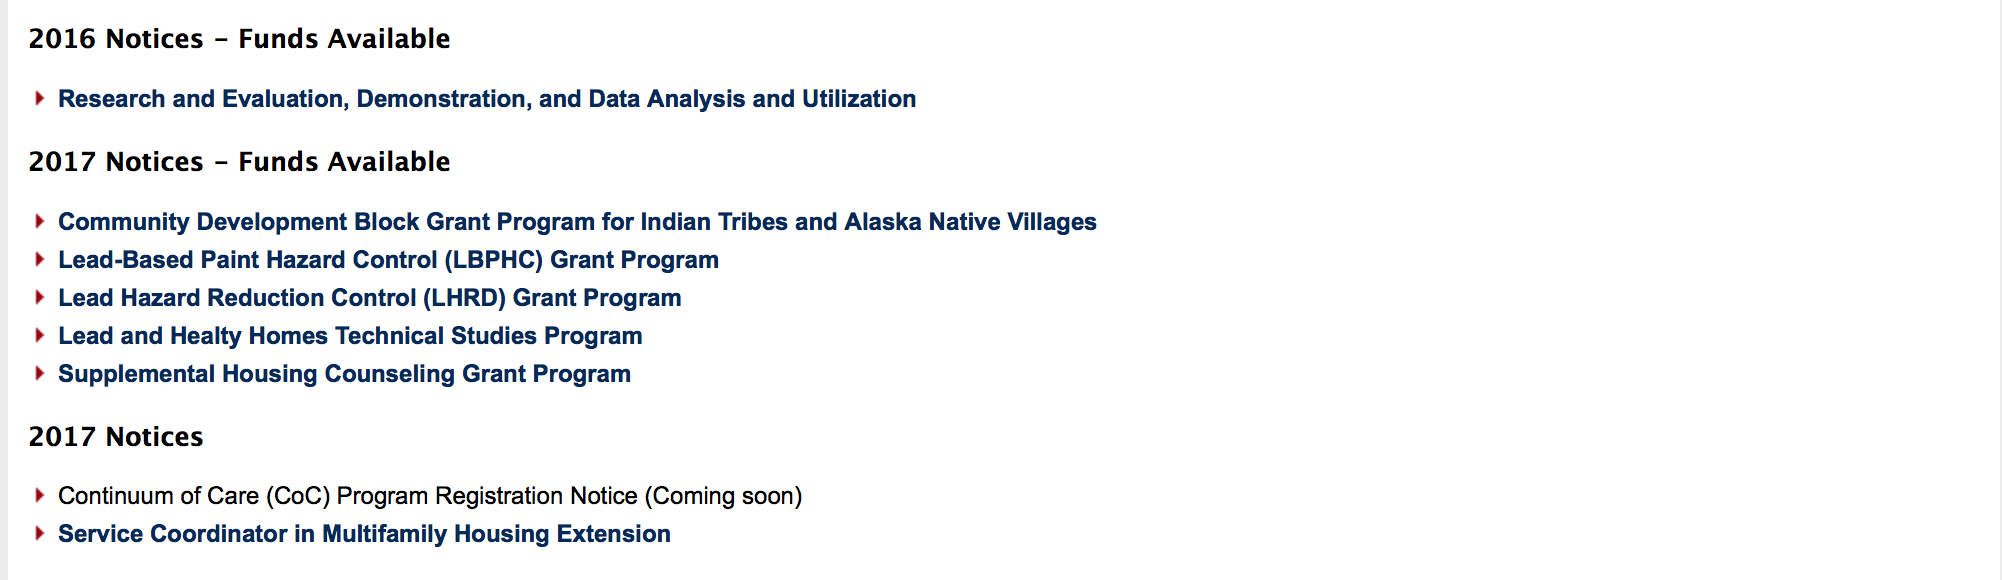 2016 Notices – Funds Available
Research and Evaluation, Demonstration, and Data Analysis and Utilization
2017 Notices – Funds Available
Community Development Block Grant Program for Indian Tribes and Alaska Native Villages
Lead-Based Paint Hazard Control (LBPHC) Grant Program
Lead Hazard Reduction Control (LHRD) Grant Program
Lead and Healty Homes Technical Studies Program
Supplemental Housing Counseling Grant Program
2017 Notices
Continuum of Care (CoC) Program Registration Notice (Coming soon)
Service Coordinator in Multifamily Housing Extension